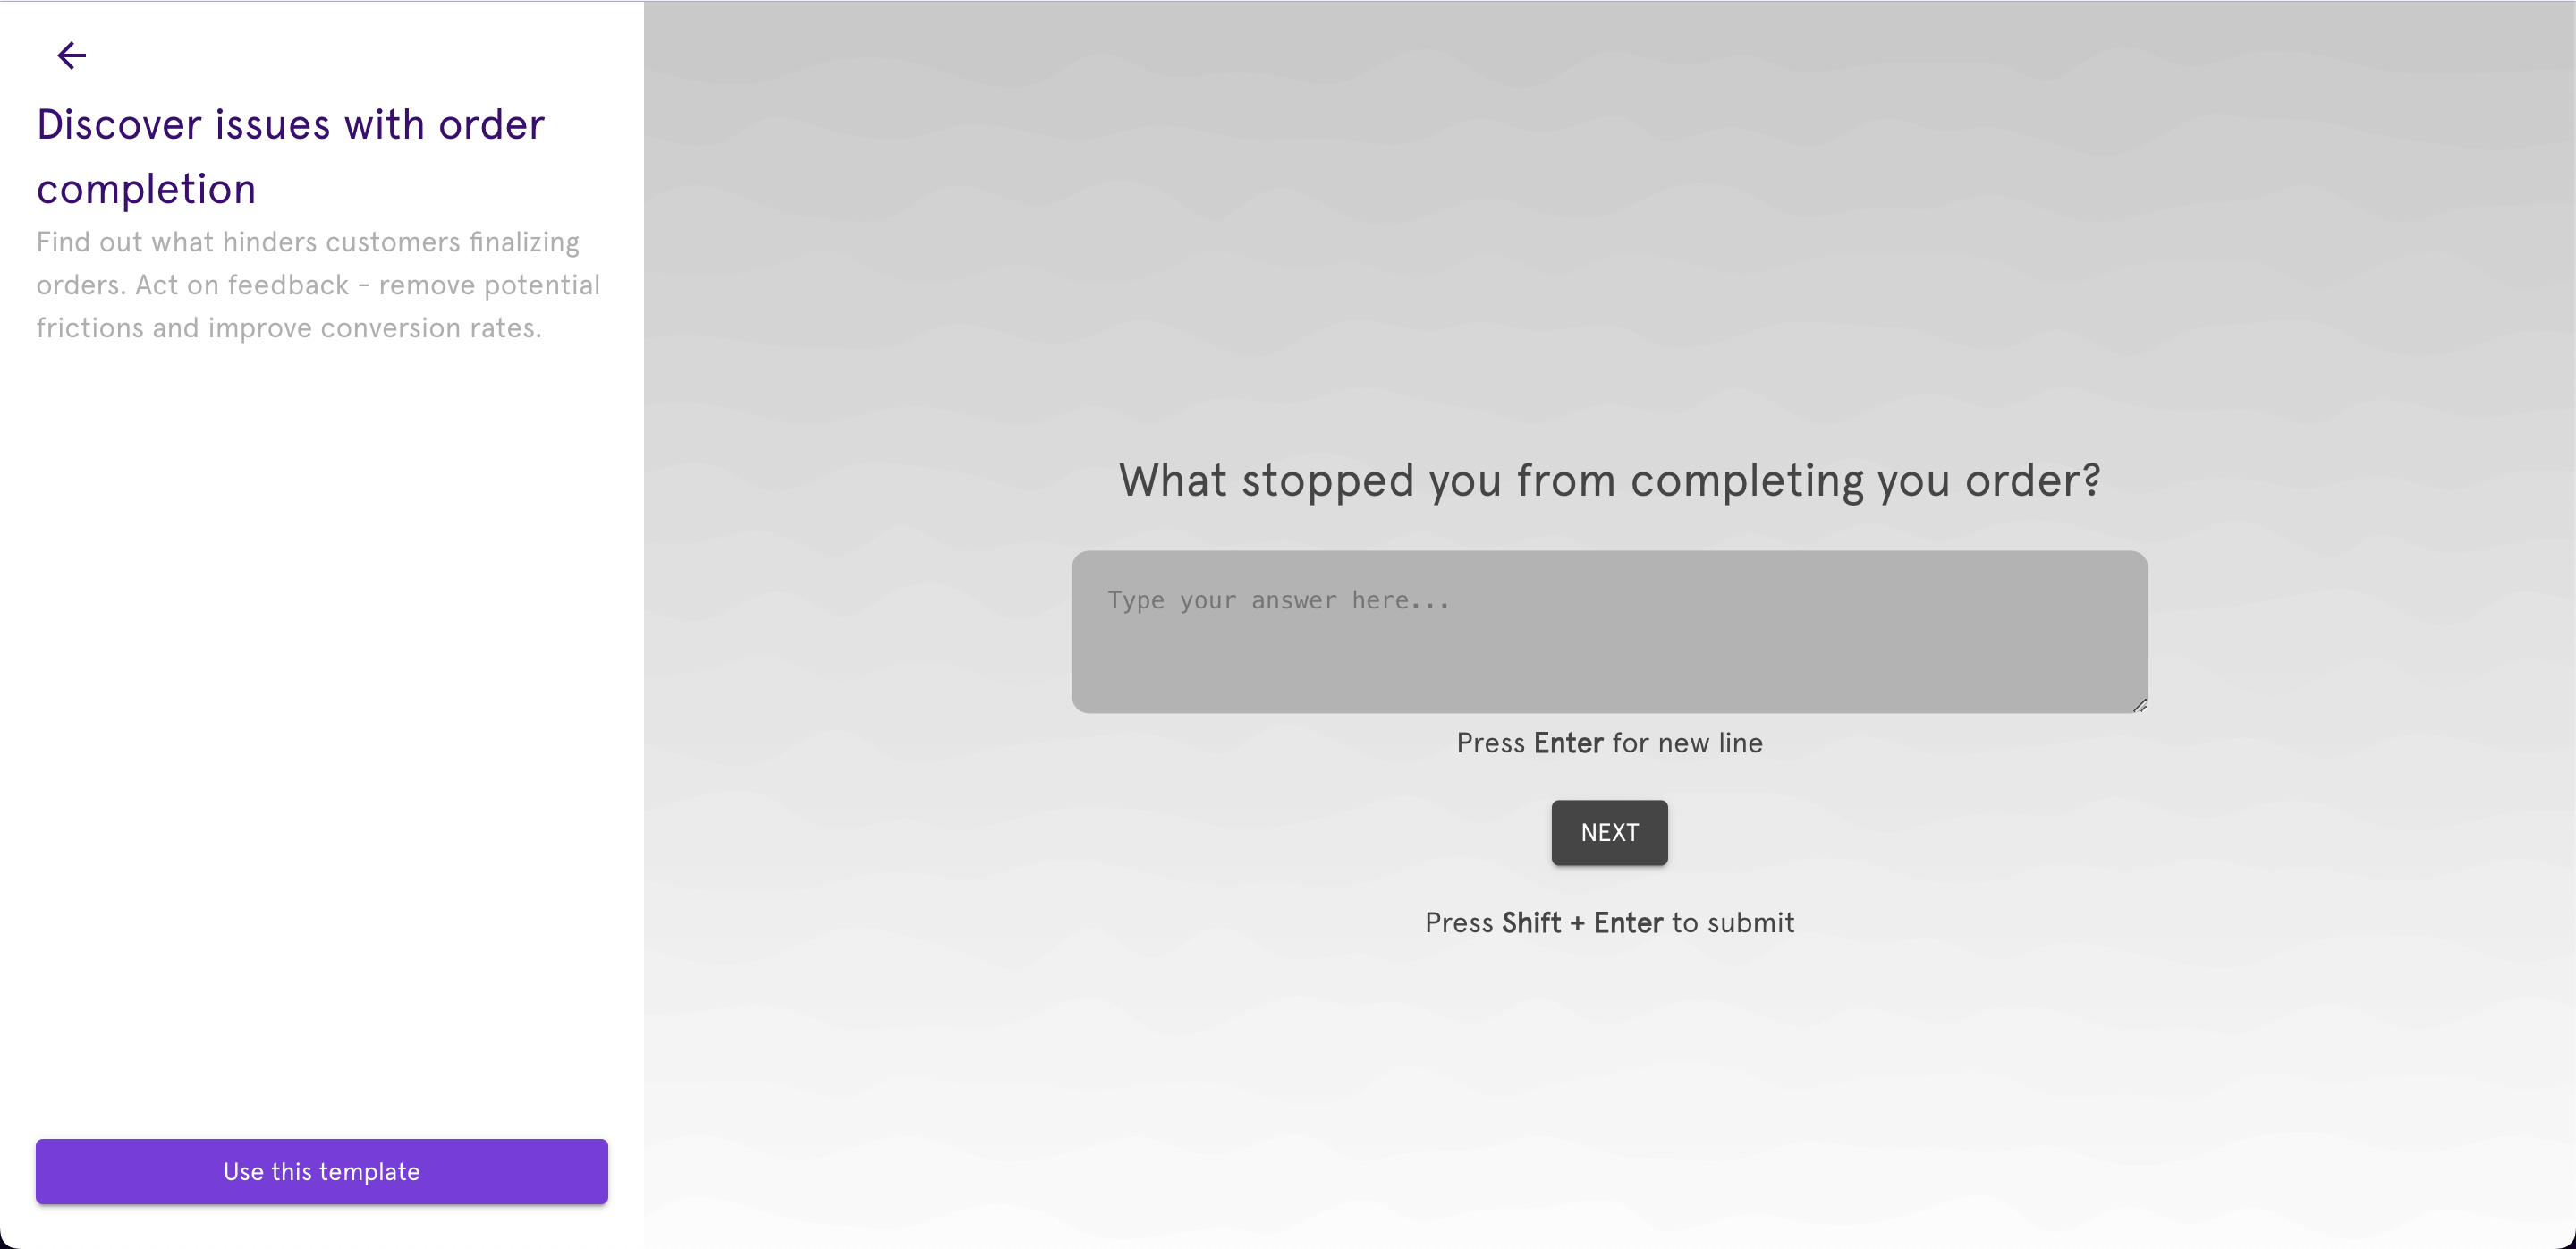 Discover issues with order
completion
Find out what hinders customers finalizing
orders. Act on feedback - remove potential
frictions and improve conversion rates.
Use this template
What stopped you from completing you order?
Type your answer here...
Press Enter for new line
NEXT
Press Shift + Enter to submit